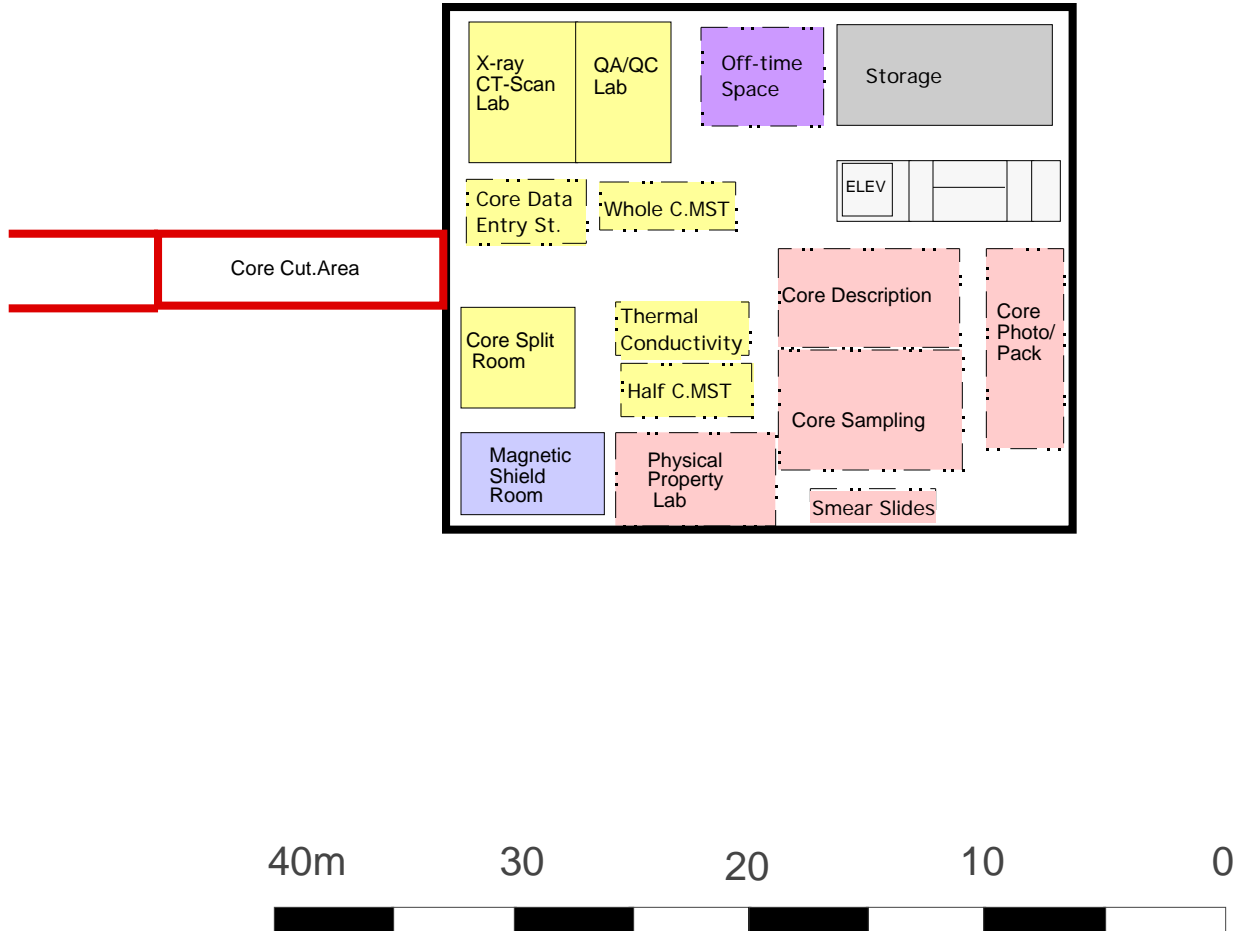 X-ray
CT-Scan
Lab
QA/QC
Lab
Off-time
Space
Storage
ELEV
Core Data
Entry St.
Whole C.MST
Core Cut.Area
Core Description
Core
Photo/
Pack
Thermal
Conductivity
Core Split
Room
Half C.MST
Core Sampling
Magnetic
Shield
Room
Physical
Property
Lab
Smear Slides
40m 30 20 10 0